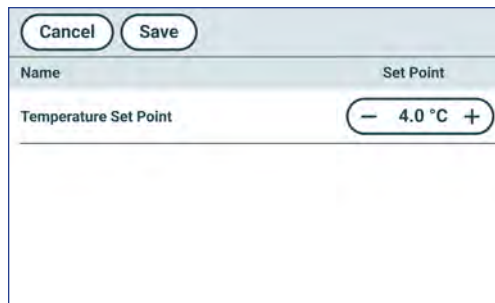 Cancel Save
Name Set Point
Temperature Set Point − 4.0 °C +